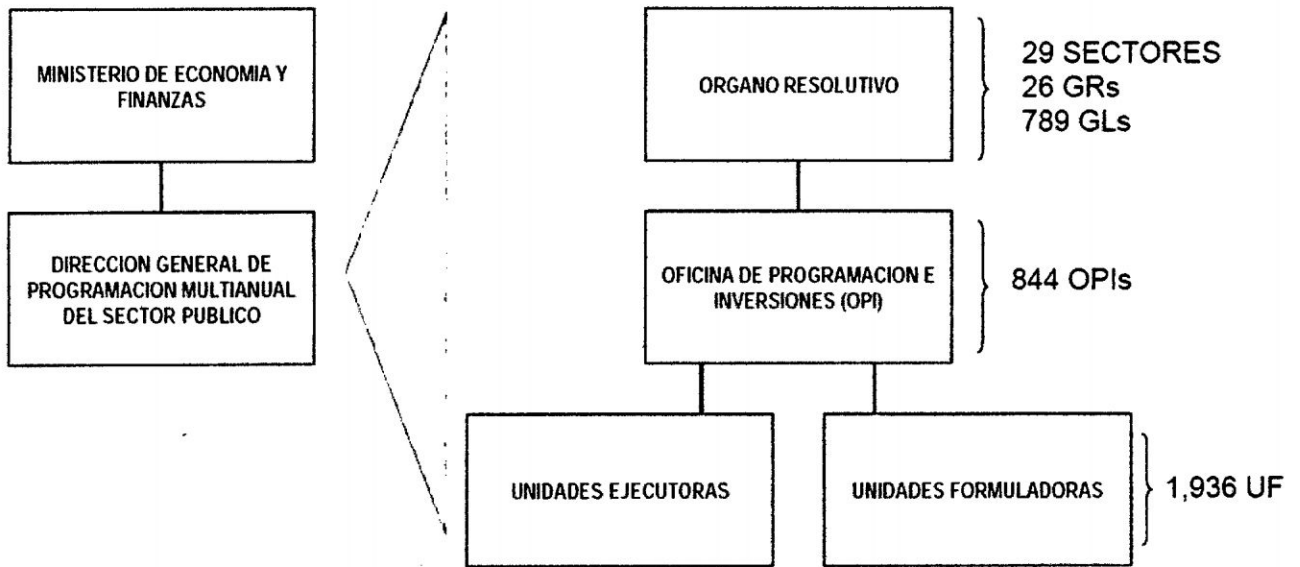 MINISTERIO DE ECONOMIA Y
FINANZAS
DIRECCION GENERAL DE
PROGRAMACION MULTIANUAL
DEL SECTOR PUBLICO
ORGANO RESOLUTIVO
29 SECTORES
26 GRs
789 GLs
OFICINA DE PROGRAMACION E
INVERSIONES (OPI)
844 OPIs
UNIDADES EJECUTORAS
UNIDADES FORMULADORAS
1,936 UF